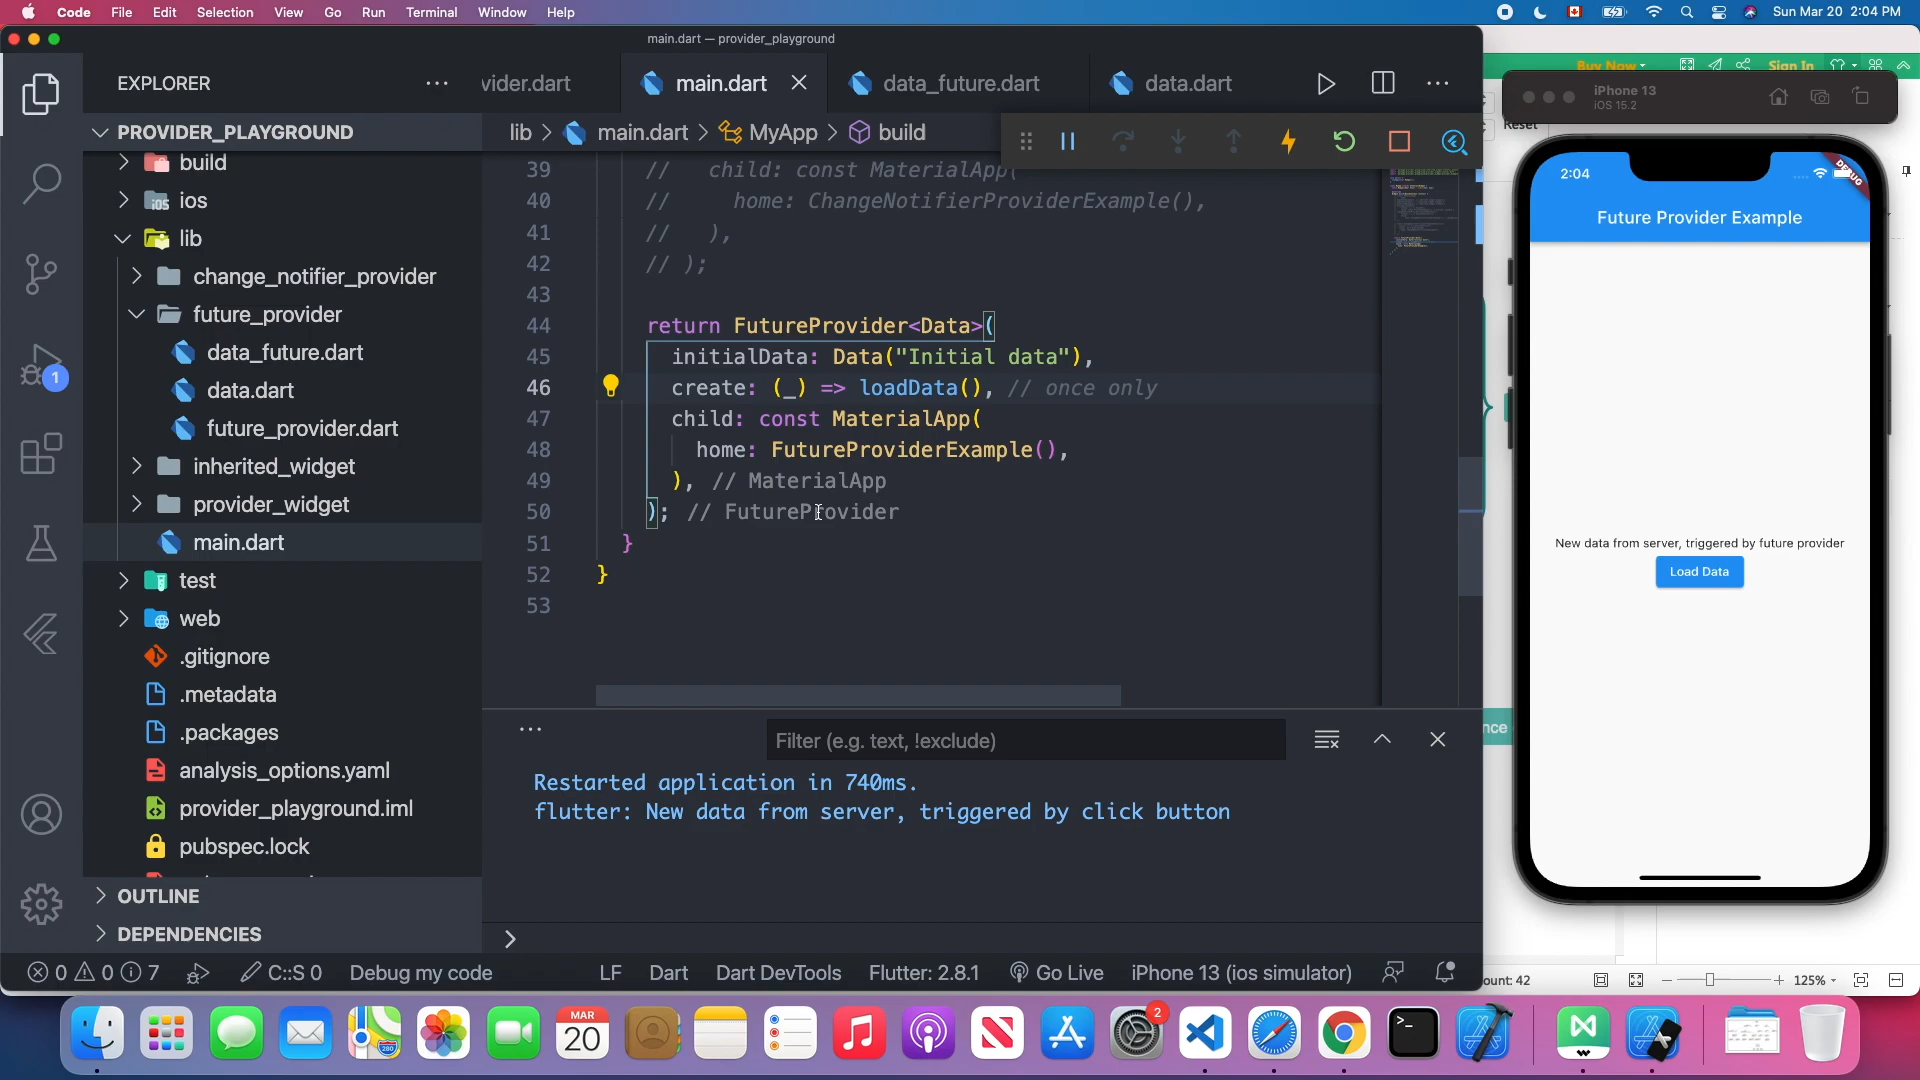 Code File Edit Selection View Go Run Terminal Window Help
Sun Mar 20 2:04 PM
main.dart — provider_playground
EXPLORER
vider.dart
main.dart
data_future.dart
data.dart
PROVIDER_PLAYGROUND
lib > main.dart > MyApp > build
build
ios
lib
change_notifier_provider
future_provider
data_future.dart
data.dart
future_provider.dart
inherited_widget
provider_widget
main.dart
test
web
.gitignore
.metadata
.packages
analysis_options.yaml
provider_playground.iml
pubspec.lock
OUTLINE
DEPENDENCIES
1
39 // child: const MaterialApp(
40 // home: ChangeNotifierProviderExample(),
41 // ),
42 // );
43
44 return FutureProvider<Data>(
45 initialData: Data("Initial data"),
46 create: (_) => loadData(), // once only
47 child: const MaterialApp(
48 home: FutureProviderExample(),
49 ), // MaterialApp
50 ); // FutureProvider
51 }
52 }
53
Filter (e.g. text, !exclude)
Restarted application in 740ms.
flutter: New data from server, triggered by click button
0 0 7 C::S 0 Debug my code LF Dart Dart DevTools Flutter: 2.8.1 Go Live iPhone 13 (ios simulator)
Buy Now
Sign In
Reset
iPhone 13
iOS 15.2
2:04
DEBUG
Future Provider Example
New data from server, triggered by future provider
Load Data
nce
ount: 42
125%
MAR
20
280
2